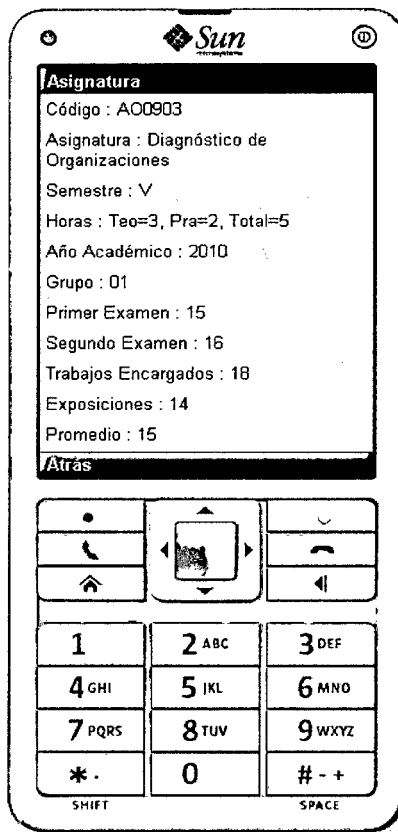 Sun
microsystems
Asignatura
Código : AO0903
Asignatura : Diagnóstico de
Organizaciones
Semestre : V
Horas : Teo=3, Pra=2, Total=5
Año Académico : 2010
Grupo : 01
Primer Examen : 15
Segundo Examen : 16
Trabajos Encargados : 18
Exposiciones : 14
Promedio : 15
Atrás
1 2 ABC 3 DEF
4 GHI 5 JKL 6 MNO
7 PQRS 8 TUV 9 WXYZ
* . 0 # - +
SHIFT SPACE